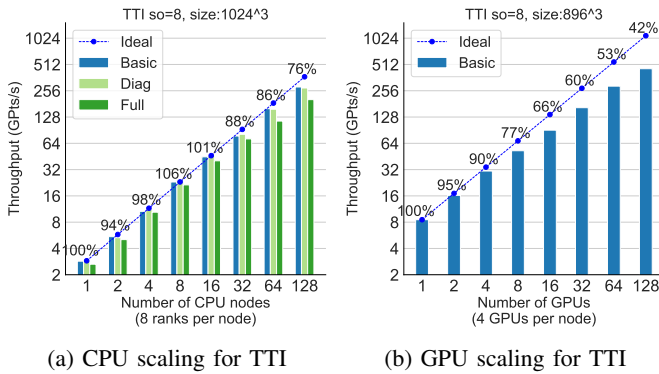 TTI so=8, size:1024^3
1024
512
256
128
64
32
16
8
4
2
Throughput (GPts/s)
Ideal
Basic
Diag
Full
100%
94%
98%
106%
101%
88%
86%
76%
1 2 4 8 16 32 64 128
Number of CPU nodes
(8 ranks per node)
(a) CPU scaling for TTI
TTI so=8, size:896^3
1024
512
256
128
64
32
16
8
4
2
Throughput (GPts/s)
Ideal
Basic
100%
95%
90%
77%
66%
60%
53%
42%
1 2 4 8 16 32 64 128
Number of GPUs
(4 GPUs per node)
(b) GPU scaling for TTI